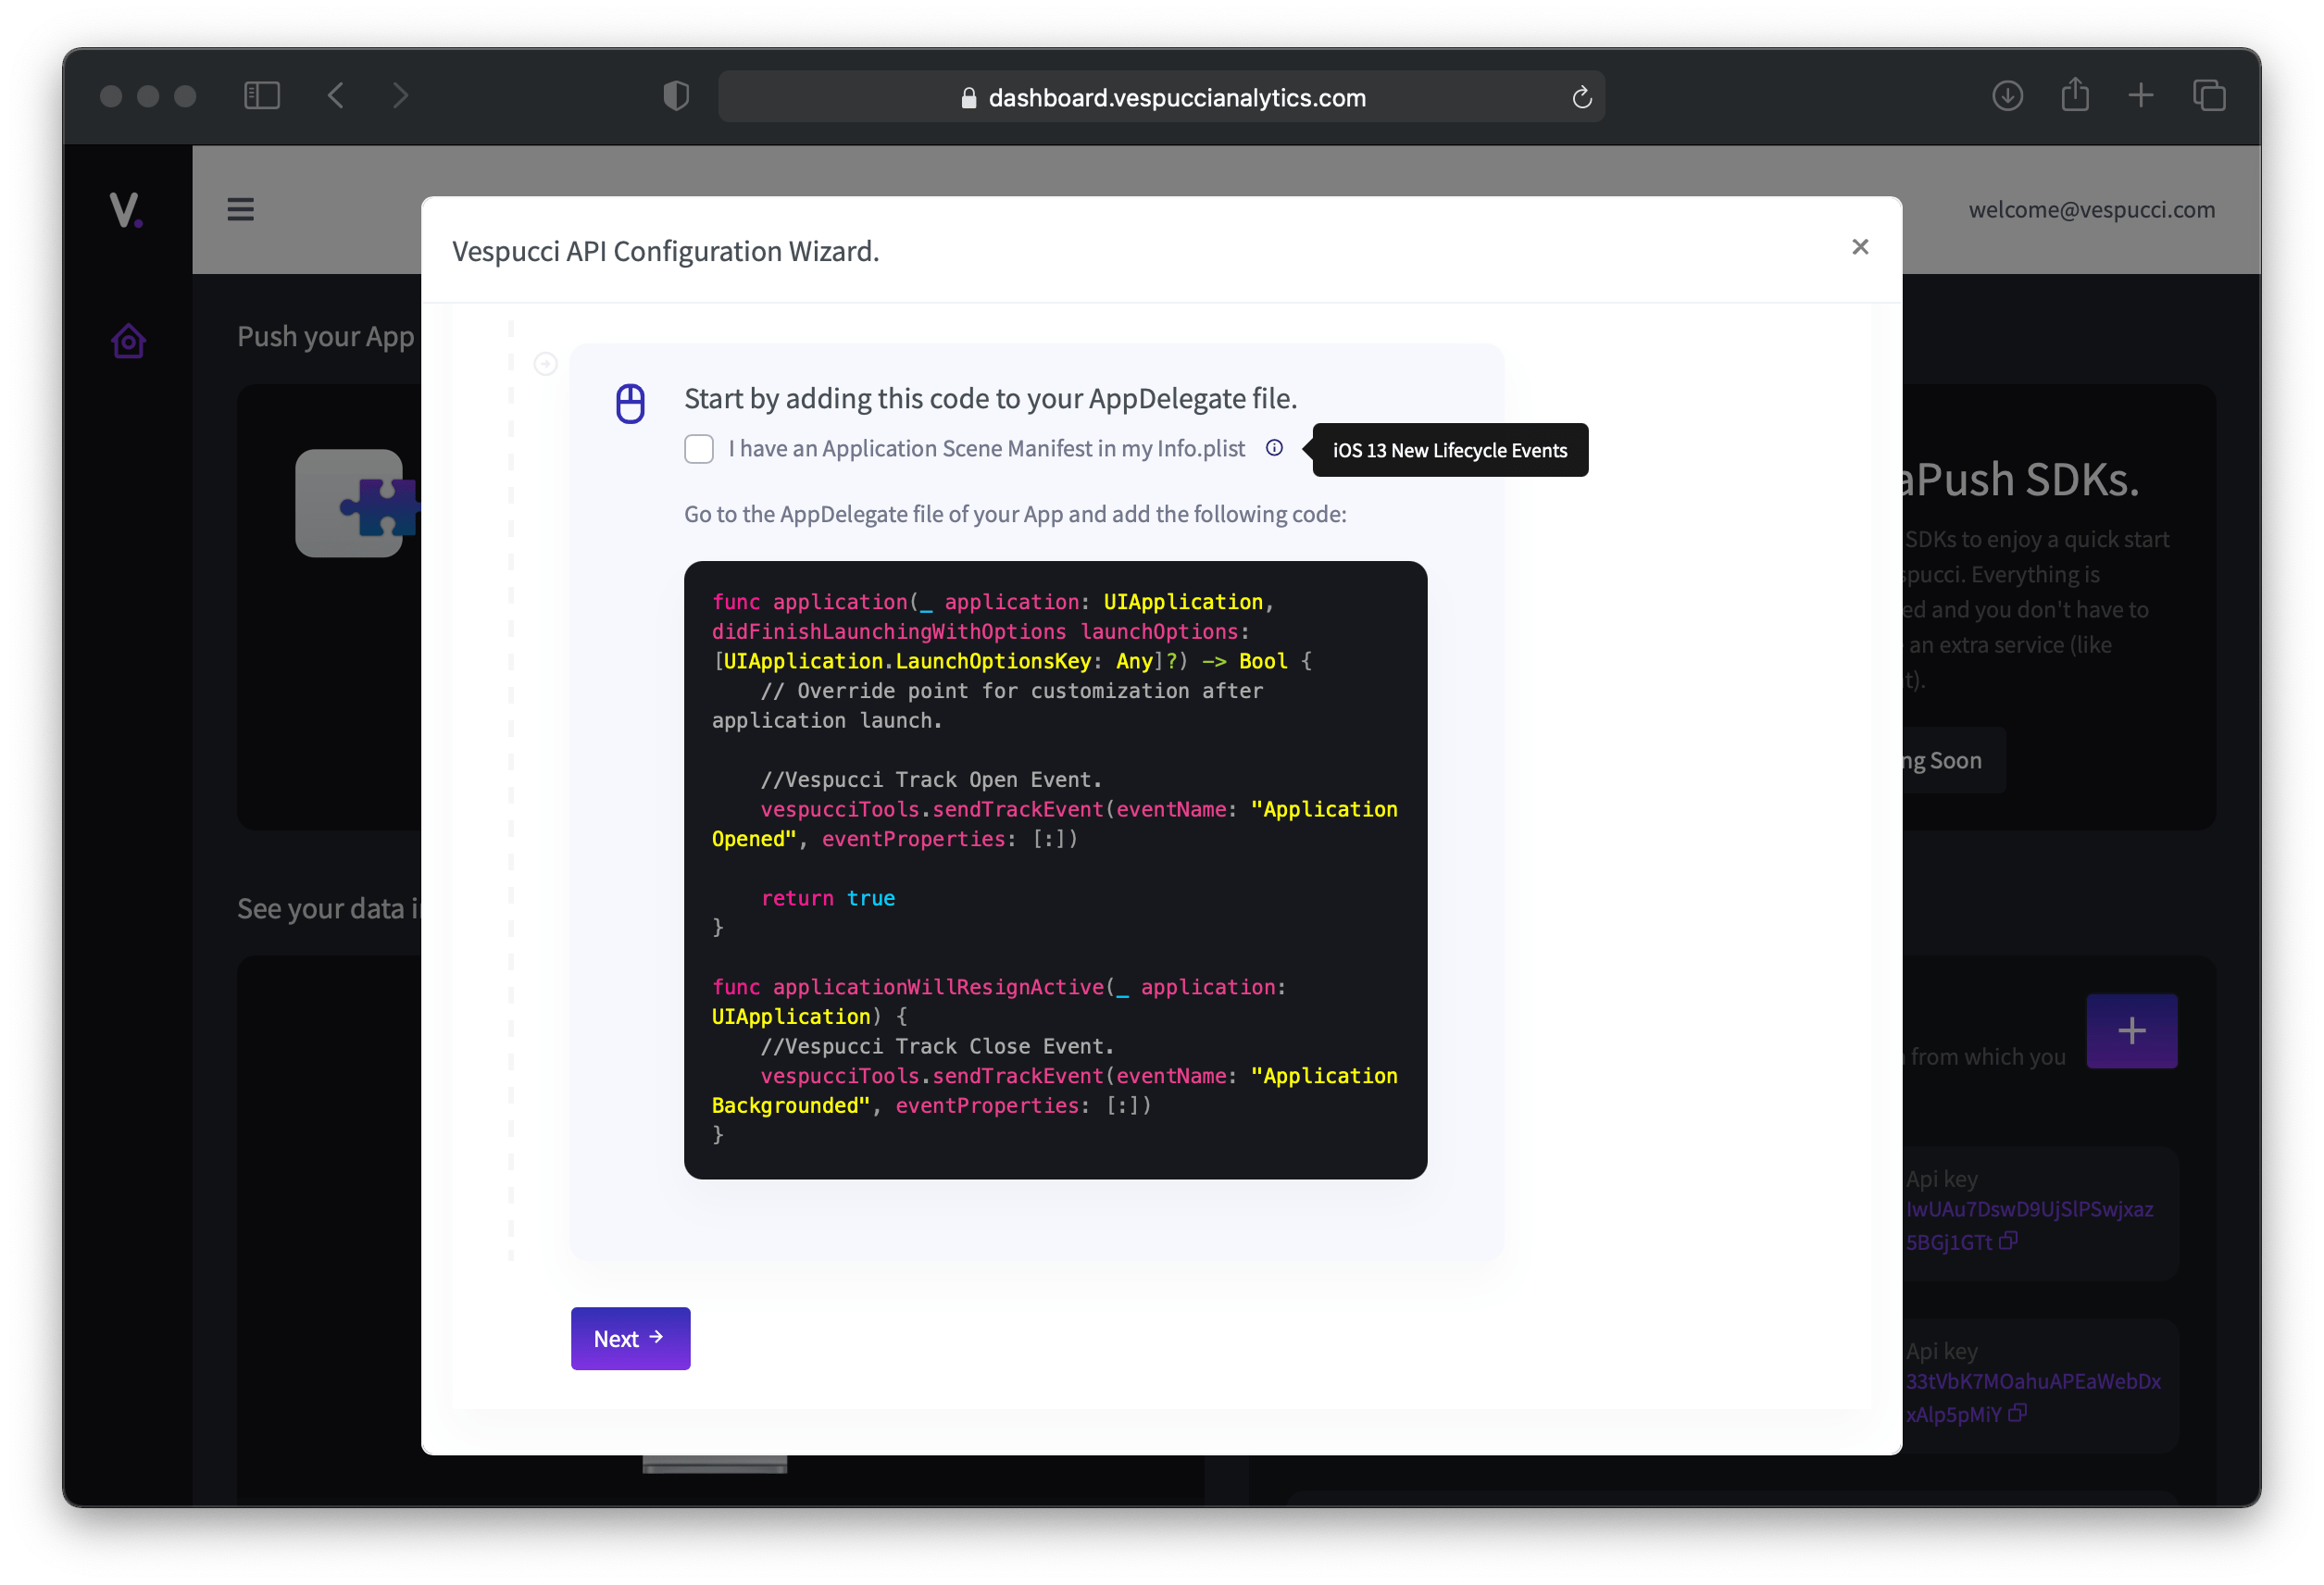 dashboard.vespuccianalytics.com
V.
welcome@vespucci.com
Vespucci API Configuration Wizard.
Push your App
Start by adding this code to your AppDelegate file.
I have an Application Scene Manifest in my Info.plist
iOS 13 New Lifecycle Events
Go to the AppDelegate file of your App and add the following code:
func application(_ application: UIApplication,
didFinishLaunchingWithOptions launchOptions:
[UIApplication.LaunchOptionsKey: Any]?) -> Bool {
    // Override point for customization after
application launch.
    //Vespucci Track Open Event.
    vespucciTools.sendTrackEvent(eventName: "Application
Opened", eventProperties: [:])
    return true
}
func applicationWillResignActive(_ application:
UIApplication) {
    //Vespucci Track Close Event.
    vespucciTools.sendTrackEvent(eventName: "Application
Backgrounded", eventProperties: [:])
}
Next
aPush SDKs.
SDKs to enjoy a quick start
spucci. Everything is
ed and you don't have to
an extra service (like
t).
ng Soon
See your data i
from which you
Api key
IwUAu7DswD9UjSlPSwjxaz
5BGj1GTt
Api key
33tVbK7MOahuAPEaWebDx
xAlp5pMiY